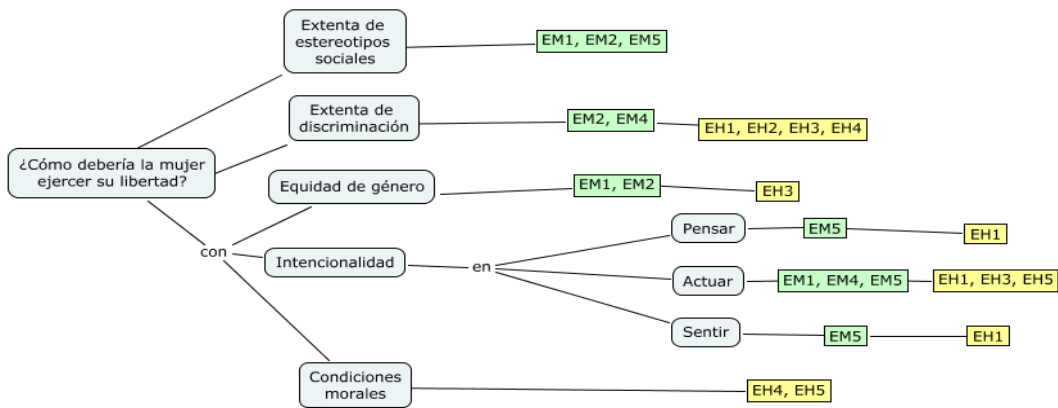 Extenta de
estereotipos
sociales
EM1, EM2, EM5
Extenta de
discriminación
EM2, EM4
EH1, EH2, EH3, EH4
¿Cómo debería la mujer
ejercer su libertad?
Equidad de género
EM1, EM2
EH3
con
Intencionalidad
en
Pensar
EM5
EH1
Actuar
EM1, EM4, EM5
EH1, EH3, EH5
Sentir
EM5
EH1
Condiciones
morales
EH4, EH5